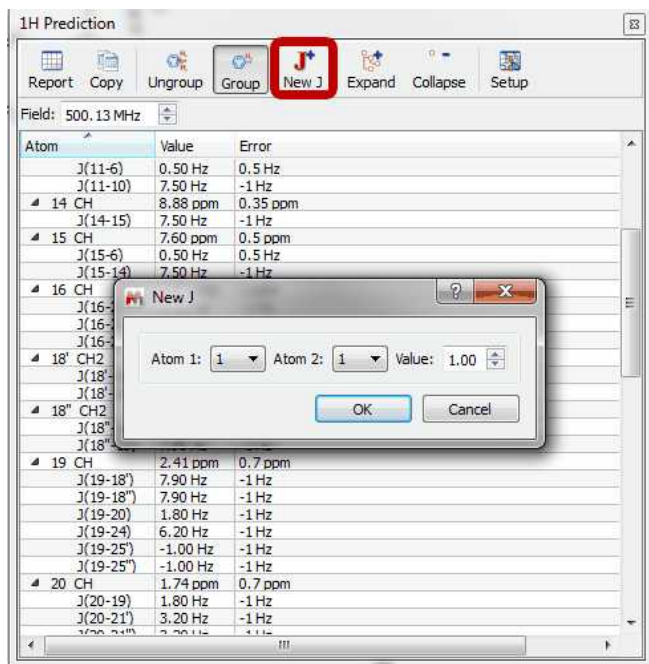 1H Prediction
Report Copy Ungroup Group New J Expand Collapse Setup
Field: 500.13 MHz
Atom Value Error
J(11-6) 0.50 Hz 0.5 Hz
J(11-10) 7.50 Hz -1 Hz
14 CH 8.88 ppm 0.35 ppm
J(14-15) 7.50 Hz -1 Hz
15 CH 7.60 ppm 0.5 ppm
J(15-6) 0.50 Hz 0.5 Hz
J(15-14) 7.50 Hz -1 Hz
16 CH
J(16-
J(16-
J(16-
18' CH2
J(18'-
J(18'-
18" CH2
J(18"-
J(18"-
New J
Atom 1: 1 Atom 2: 1 Value: 1.00
OK Cancel
19 CH 2.41 ppm 0.7 ppm
J(19-18') 7.90 Hz -1 Hz
J(19-18") 7.90 Hz -1 Hz
J(19-20) 1.80 Hz -1 Hz
J(19-24) 6.20 Hz -1 Hz
J(19-25') -1.00 Hz -1 Hz
J(19-25") -1.00 Hz -1 Hz
20 CH 1.74 ppm 0.7 ppm
J(20-19) 1.80 Hz -1 Hz
J(20-21') 3.20 Hz -1 Hz